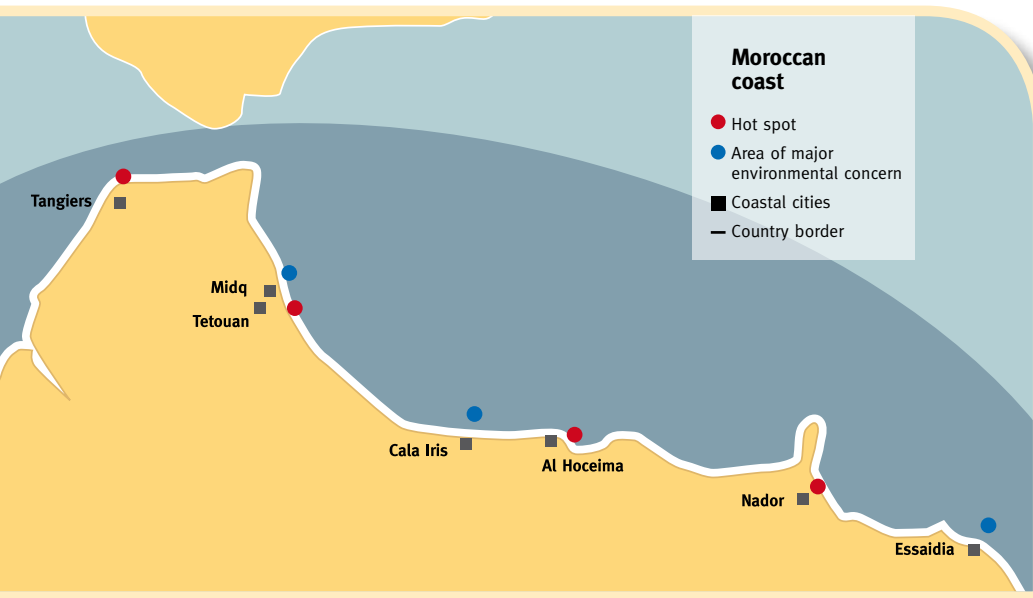 Moroccan
coast
Hot spot
Area of major
environmental concern
Coastal cities
Country border
Tangiers
Midq
Tetouan
Cala Iris
Al Hoceima
Nador
Essaidia